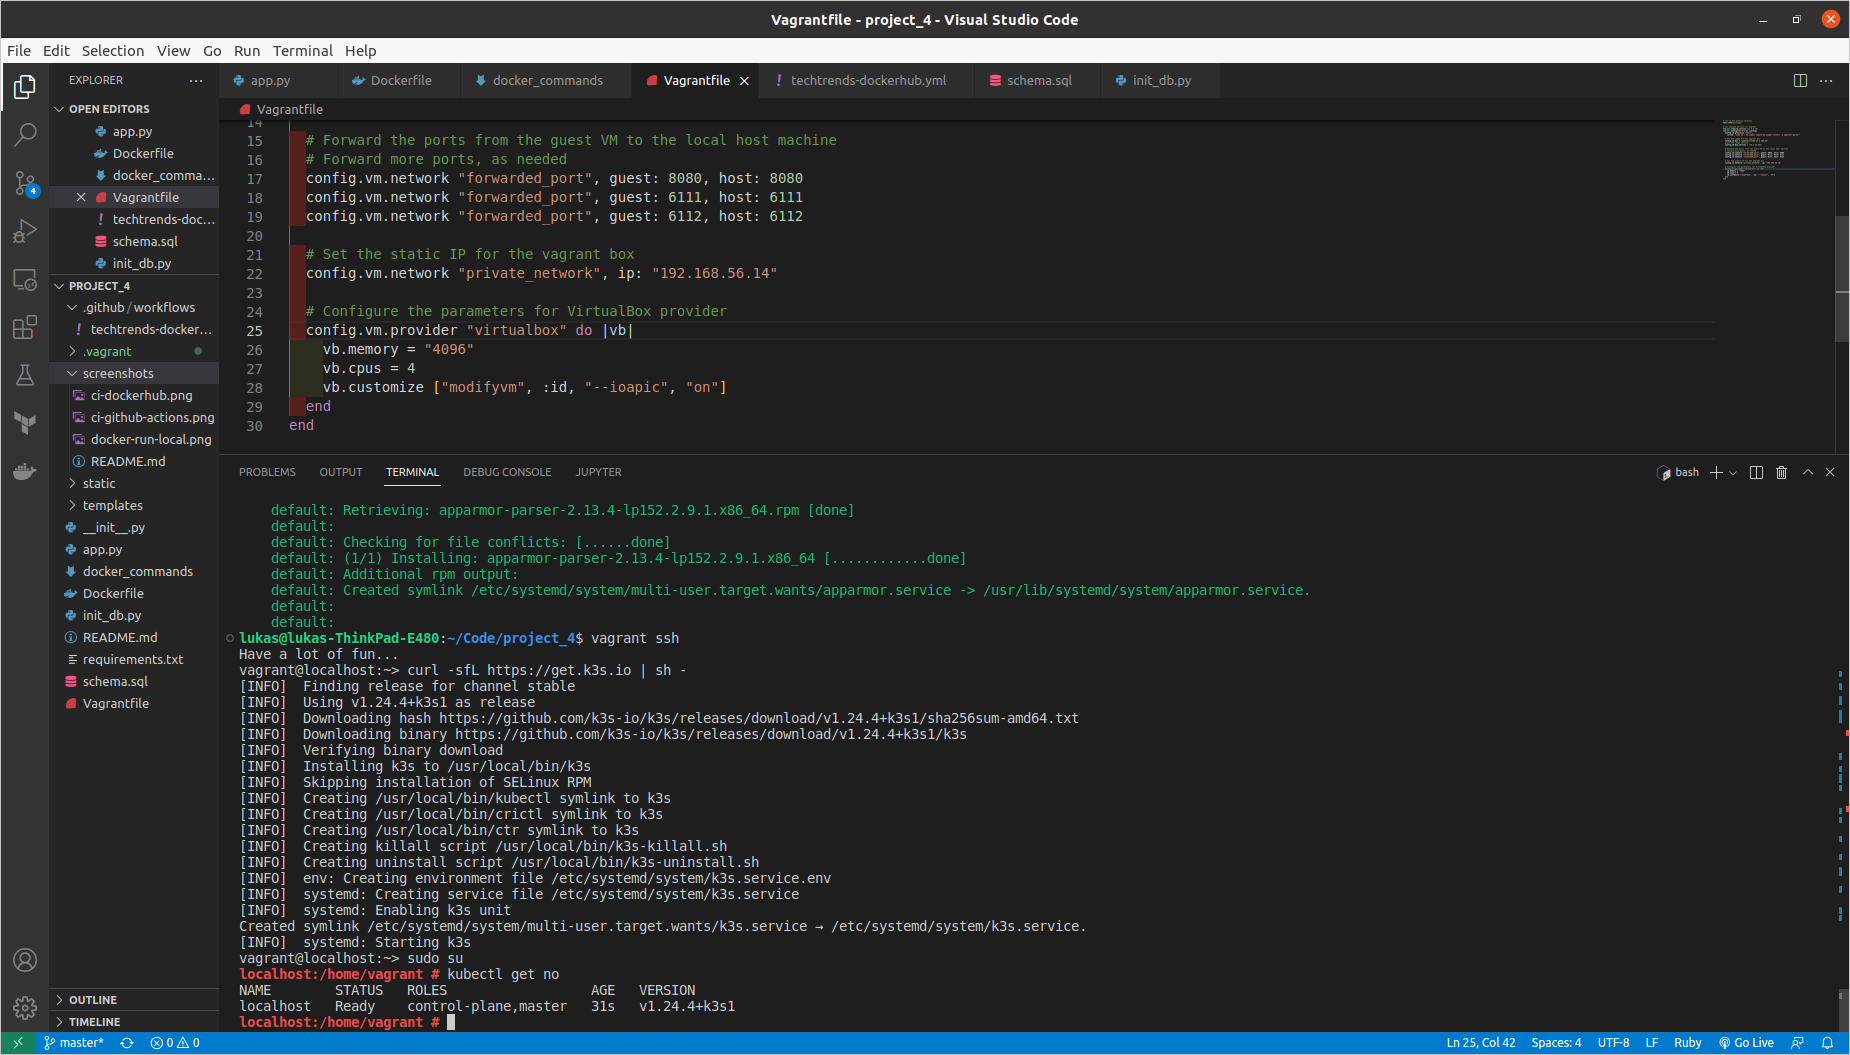 Vagrantfile - project_4 - Visual Studio Code
File Edit Selection View Go Run Terminal Help
EXPLORER
OPEN EDITORS
app.py
Dockerfile
docker_comma...
Vagrantfile
techtrends-doc...
schema.sql
init_db.py
PROJECT_4
.github/workflows
techtrends-docker...
.vagrant
screenshots
ci-dockerhub.png
ci-github-actions.png
docker-run-local.png
README.md
static
templates
__init__.py
app.py
docker_commands
Dockerfile
init_db.py
README.md
requirements.txt
schema.sql
Vagrantfile
OUTLINE
TIMELINE
4
app.py Dockerfile docker_commands Vagrantfile techtrends-dockerhub.yml schema.sql init_db.py
Vagrantfile
14
15 # Forward the ports from the guest VM to the local host machine
16 # Forward more ports, as needed
17 config.vm.network "forwarded_port", guest: 8080, host: 8080
18 config.vm.network "forwarded_port", guest: 6111, host: 6111
19 config.vm.network "forwarded_port", guest: 6112, host: 6112
20
21 # Set the static IP for the vagrant box
22 config.vm.network "private_network", ip: "192.168.56.14"
23
24 # Configure the parameters for VirtualBox provider
25 config.vm.provider "virtualbox" do |vb|
26 vb.memory = "4096"
27 vb.cpus = 4
28 vb.customize ["modifyvm", :id, "--ioapic", "on"]
29 end
30 end
PROBLEMS OUTPUT TERMINAL DEBUG CONSOLE JUPYTER
bash
default: Retrieving: apparmor-parser-2.13.4-lp152.2.9.1.x86_64.rpm [done]
default:
default: Checking for file conflicts: [......done]
default: (1/1) Installing: apparmor-parser-2.13.4-lp152.2.9.1.x86_64 [............done]
default: Additional rpm output:
default: Created symlink /etc/systemd/system/multi-user.target.wants/apparmor.service -> /usr/lib/systemd/system/apparmor.service.
default:
default:
lukas@lukas-ThinkPad-E480:~/Code/project_4$ vagrant ssh
Have a lot of fun...
vagrant@localhost:~> curl -sfL https://get.k3s.io | sh -
[INFO]  Finding release for channel stable
[INFO]  Using v1.24.4+k3s1 as release
[INFO]  Downloading hash https://github.com/k3s-io/k3s/releases/download/v1.24.4+k3s1/sha256sum-amd64.txt
[INFO]  Downloading binary https://github.com/k3s-io/k3s/releases/download/v1.24.4+k3s1/k3s
[INFO]  Verifying binary download
[INFO]  Installing k3s to /usr/local/bin/k3s
[INFO]  Skipping installation of SELinux RPM
[INFO]  Creating /usr/local/bin/kubectl symlink to k3s
[INFO]  Creating /usr/local/bin/crictl symlink to k3s
[INFO]  Creating /usr/local/bin/ctr symlink to k3s
[INFO]  Creating killall script /usr/local/bin/k3s-killall.sh
[INFO]  Creating uninstall script /usr/local/bin/k3s-uninstall.sh
[INFO]  env: Creating environment file /etc/systemd/system/k3s.service.env
[INFO]  systemd: Creating service file /etc/systemd/system/k3s.service
[INFO]  systemd: Enabling k3s unit
Created symlink /etc/systemd/system/multi-user.target.wants/k3s.service → /etc/systemd/system/k3s.service.
[INFO]  systemd: Starting k3s
vagrant@localhost:~> sudo su
localhost:/home/vagrant # kubectl get no
NAME        STATUS   ROLES                  AGE   VERSION
localhost   Ready    control-plane,master   31s   v1.24.4+k3s1
localhost:/home/vagrant #
master* 0 0 Ln 25, Col 42 Spaces: 4 UTF-8 LF Ruby Go Live